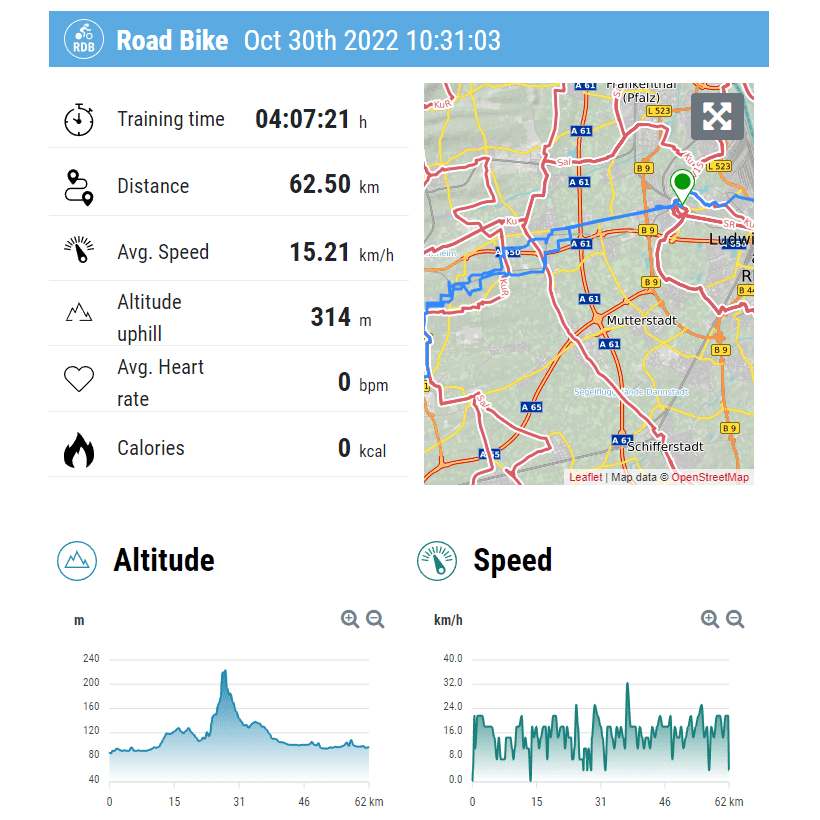 RDB Road Bike Oct 30th 2022 10:31:03
Training time 04:07:21 h
Distance 62.50 km
Avg. Speed 15.21 km/h
Altitude
uphill 314 m
Avg. Heart
rate 0 bpm
Calories 0 kcal
A 61
Frankenthal
(Pfalz)
KuR
L 523
A 61
Sal
B 9
L 523
A 61
B 9
Ku
SR
A 61
A 650
B 9
KuR
A 61
B 44
Mutterstadt
A 61
B 9
Segelfluggelände Dannstadt
Sal
A 65
B 9
A 61
Schifferstadt
A 65
Leaflet | Map data © OpenStreetMap
Altitude
Speed
m
km/h
240
200
160
120
80
40
0 15 31 46 62 km
40.0
32.0
24.0
16.0
8.0
0.0
0 15 31 46 62 km